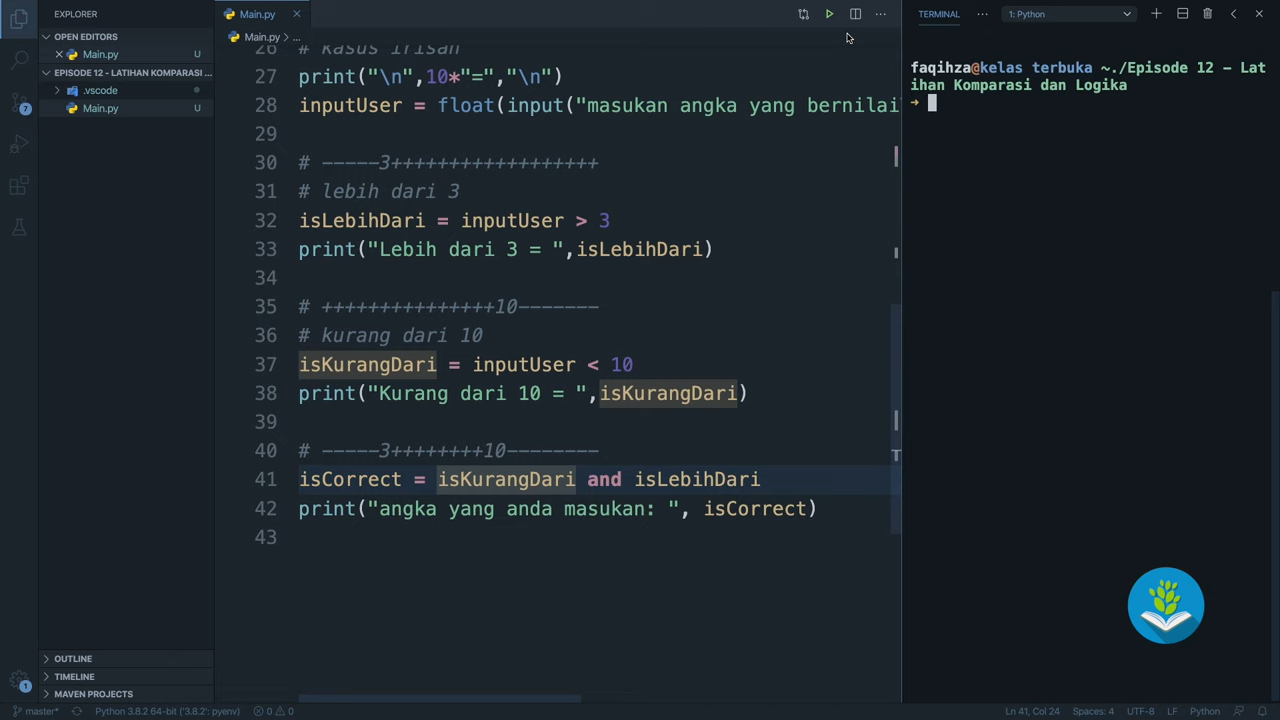 EXPLORER
OPEN EDITORS
Main.py U
EPISODE 12 - LATIHAN KOMPARASI ...
.vscode
Main.py U
OUTLINE
TIMELINE
MAVEN PROJECTS
7
1
Main.py
Main.py > ...
26 # kasus irisan
27 print("\n",10*"=","\n")
28 inputUser = float(input("masukan angka yang bernilai
29
30 # -----3++++++++++++++++++
31 # lebih dari 3
32 isLebihDari = inputUser > 3
33 print("Lebih dari 3 = ",isLebihDari)
34
35 # +++++++++++++++10-------
36 # kurang dari 10
37 isKurangDari = inputUser < 10
38 print("Kurang dari 10 = ",isKurangDari)
39
40 # -----3++++++++10--------
41 isCorrect = isKurangDari and isLebihDari
42 print("angka yang anda masukan: ", isCorrect)
43
TERMINAL ... 1: Python
faqihza@kelas terbuka ~./Episode 12 - Lat
ihan Komparasi dan Logika
➜
master* Python 3.8.2 64-bit ('3.8.2': pyenv) 0 0 Ln 41, Col 24 Spaces: 4 UTF-8 LF Python